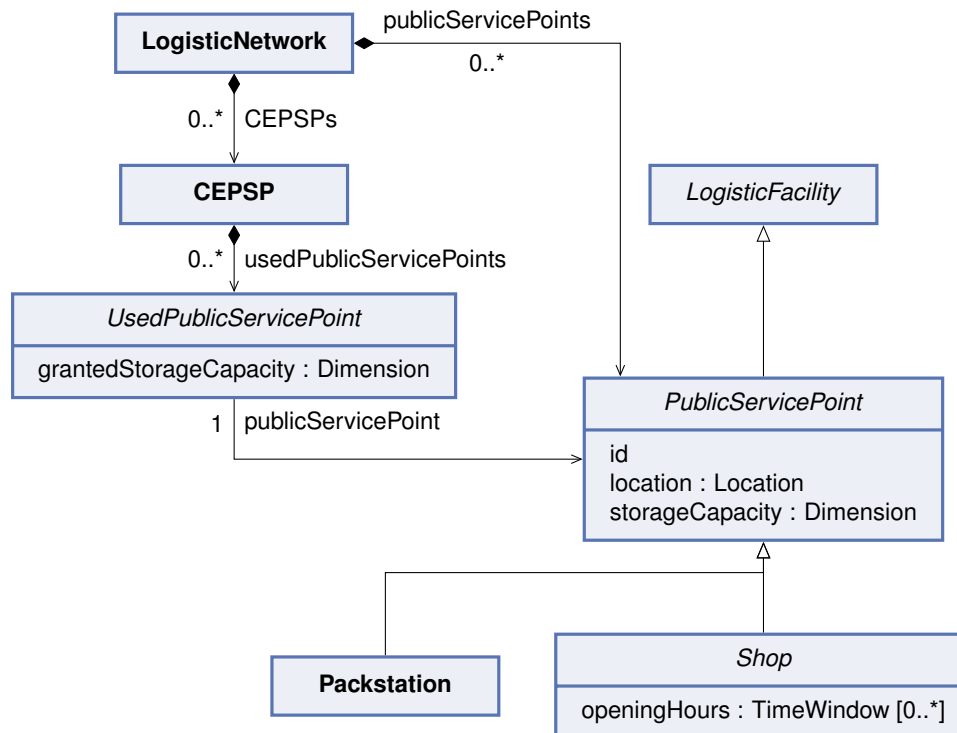 publicServicePoints
LogisticNetwork
0..*
0..* CEPSPs
CEPSP
LogisticFacility
0..* usedPublicServicePoints
UsedPublicServicePoint
grantedStorageCapacity : Dimension
1 publicServicePoint
PublicServicePoint
id
location : Location
storageCapacity : Dimension
Packstation
Shop
openingHours : TimeWindow [0..*]